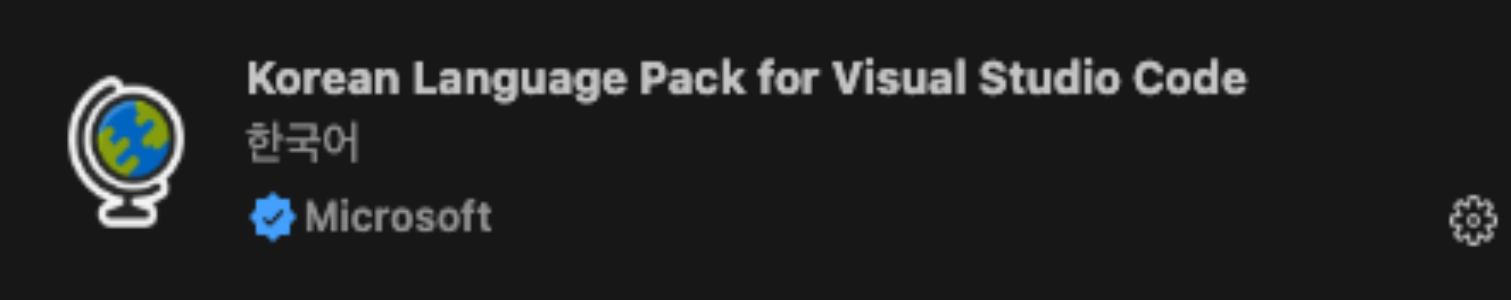 Korean Language Pack for Visual Studio Code
한국어
Microsoft